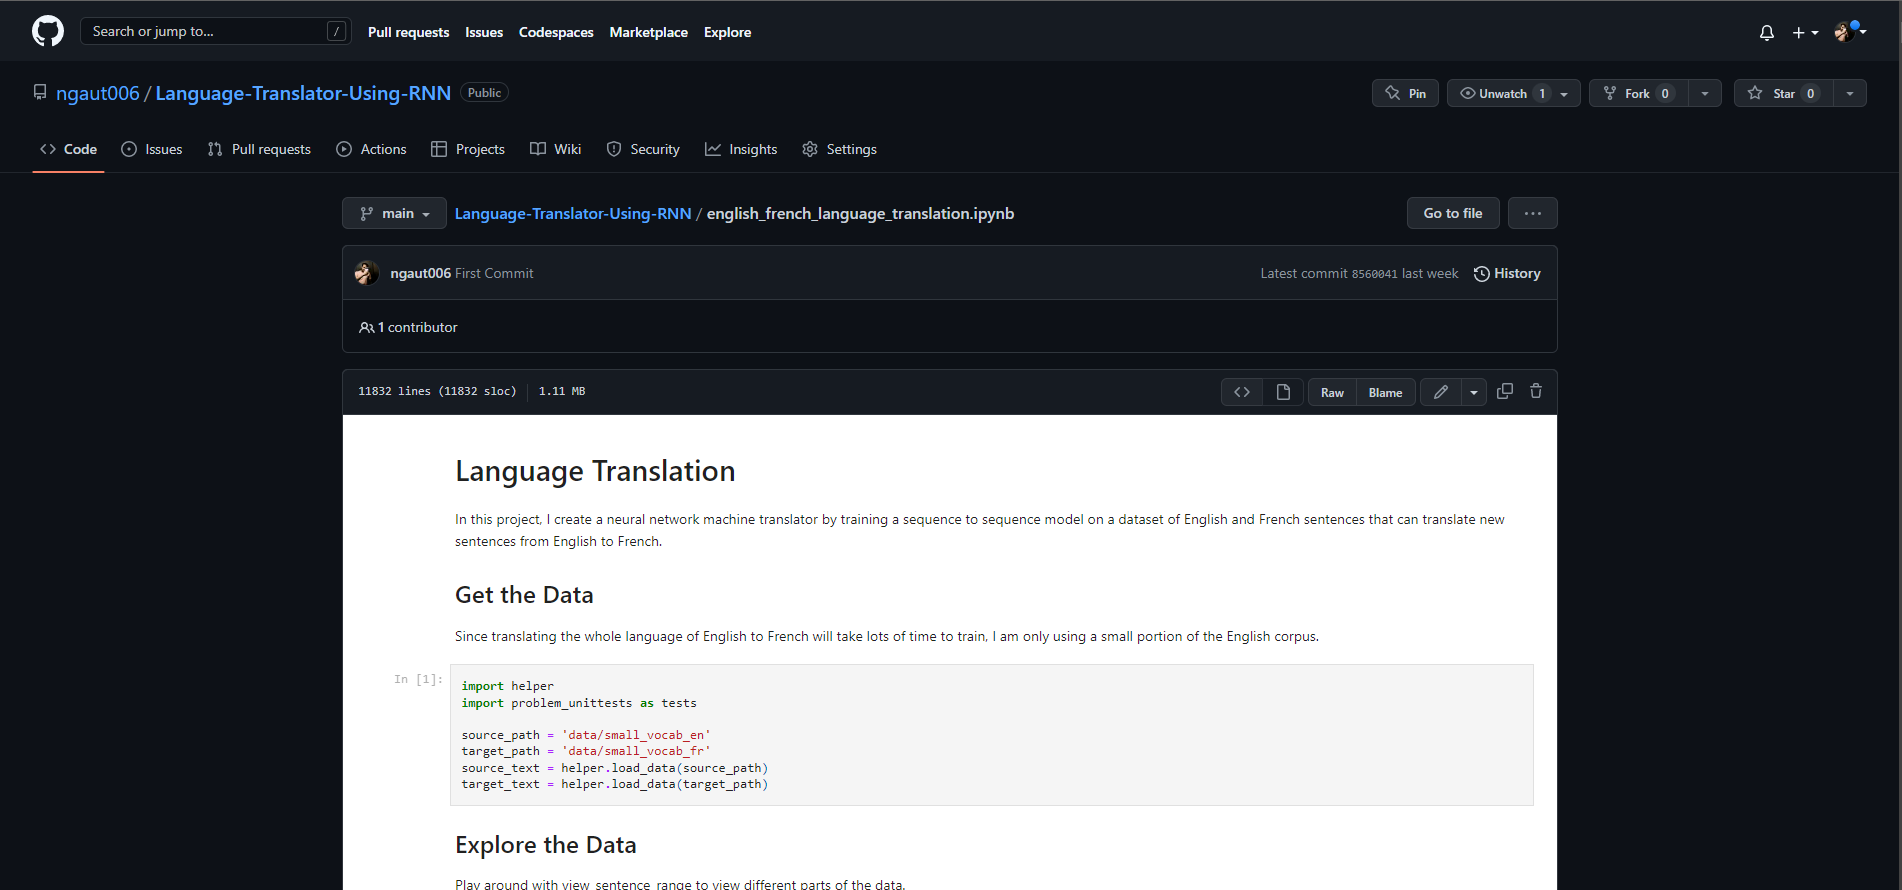 Search or jump to... /
Pull requests Issues Codespaces Marketplace Explore
ngaut006 / Language-Translator-Using-RNN Public
Pin Unwatch 1 Fork 0 Star 0
Code Issues Pull requests Actions Projects Wiki Security Insights Settings
main Language-Translator-Using-RNN / english_french_language_translation.ipynb Go to file ...
ngaut006 First Commit Latest commit 8560041 last week History
1 contributor
11832 lines (11832 sloc) 1.11 MB Raw Blame
Language Translation
In this project, I create a neural network machine translator by training a sequence to sequence model on a dataset of English and French sentences that can translate new
sentences from English to French.
Get the Data
Since translating the whole language of English to French will take lots of time to train, I am only using a small portion of the English corpus.
In [1]:
import helper
import problem_unittests as tests
source_path = 'data/small_vocab_en'
target_path = 'data/small_vocab_fr'
source_text = helper.load_data(source_path)
target_text = helper.load_data(target_path)
Explore the Data
Play around with view_sentence_range to view different parts of the data.